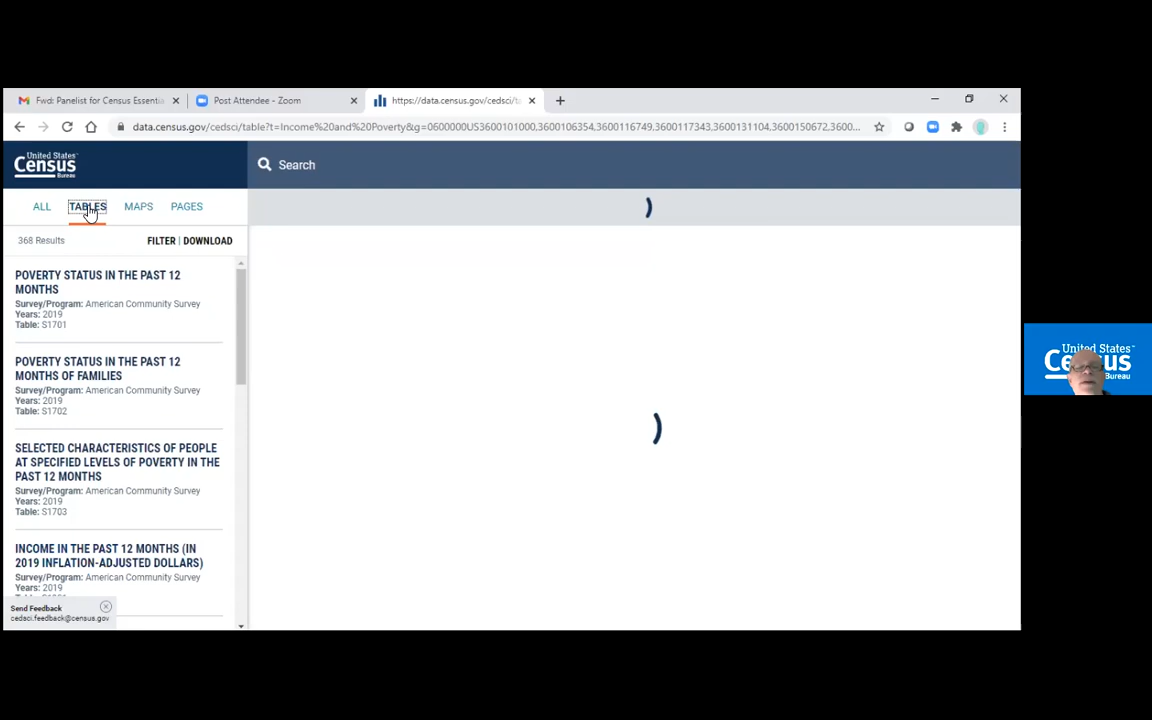 Fwd: Panelist for Census Essentia
Post Attendee - Zoom
https://data.census.gov/cedsci/t
data.census.gov/cedsci/table?t=Income%20and%20Poverty&g=0600000US3600101000,3600106354,3600116749,3600117343,3600131104,3600150672,3600...
United States
Census
Bureau
Search
ALL TABLES MAPS PAGES
368 Results FILTER | DOWNLOAD
POVERTY STATUS IN THE PAST 12
MONTHS
Survey/Program: American Community Survey
Years: 2019
Table: S1701
POVERTY STATUS IN THE PAST 12
MONTHS OF FAMILIES
Survey/Program: American Community Survey
Years: 2019
Table: S1702
SELECTED CHARACTERISTICS OF PEOPLE
AT SPECIFIED LEVELS OF POVERTY IN THE
PAST 12 MONTHS
Survey/Program: American Community Survey
Years: 2019
Table: S1703
INCOME IN THE PAST 12 MONTHS (IN
2019 INFLATION-ADJUSTED DOLLARS)
Survey/Program: American Community Survey
Years: 2019
Send Feedback
cedsci.feedback@census.gov
United States
Census
Bureau